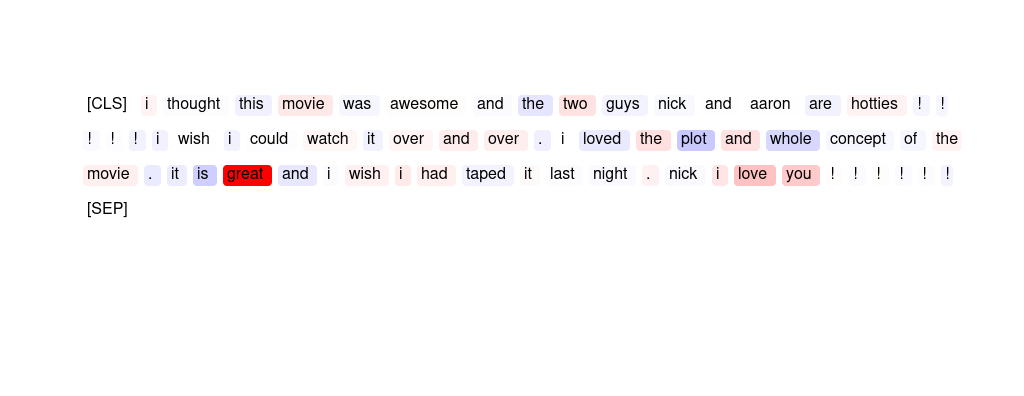 [CLS] i thought this movie was awesome and the two guys nick and aaron are hotties ! !
! ! ! i wish i could watch it over and over . i loved the plot and whole concept of the
movie . it is great and i wish i had taped it last night . nick i love you ! ! ! ! ! !
[SEP]